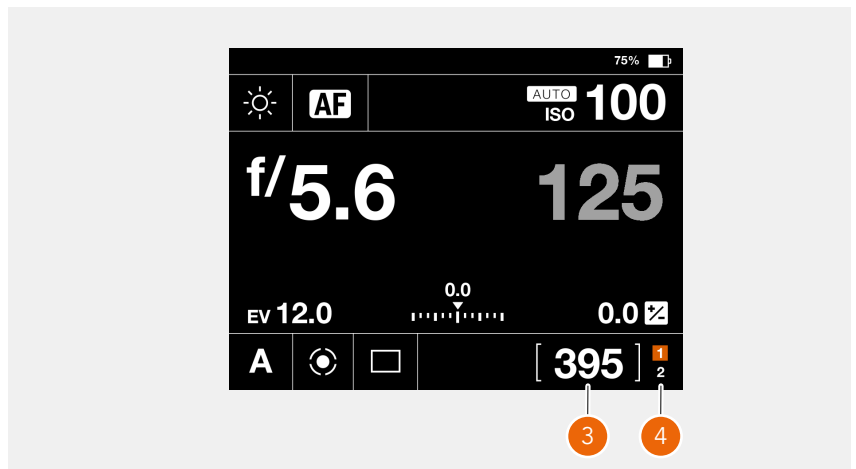 75%
AF
AUTO
ISO 100
f/5.6 125
0.0
EV 12.0 0.0 +/-
A [ 395 ] 1
2
3 4